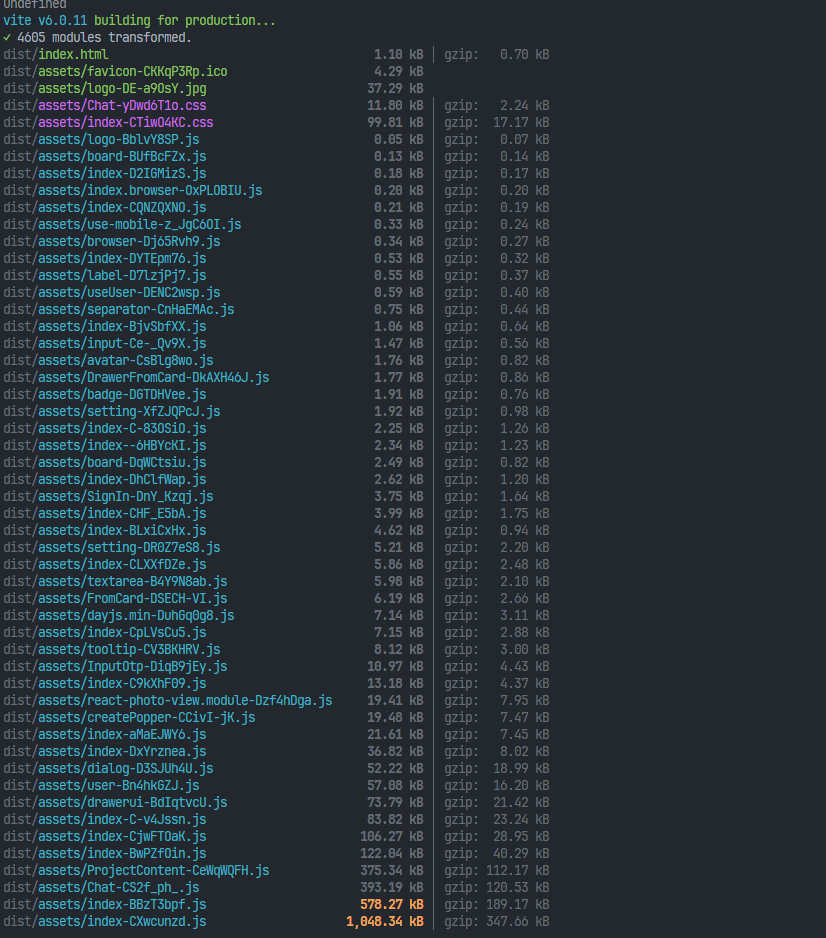 undefined
vite v6.0.11 building for production...
✓ 4605 modules transformed.
dist/index.html 1.10 kB │ gzip: 0.70 kB
dist/assets/favicon-CKKqP3Rp.ico 4.29 kB
dist/assets/logo-DE-a9OsY.jpg 37.29 kB
dist/assets/Chat-yDwd6T1o.css 11.80 kB │ gzip: 2.24 kB
dist/assets/index-CTiwO4KC.css 99.81 kB │ gzip: 17.17 kB
dist/assets/logo-BblvY8SP.js 0.05 kB │ gzip: 0.07 kB
dist/assets/board-BUfBcFZx.js 0.13 kB │ gzip: 0.14 kB
dist/assets/index-D2IGMizS.js 0.18 kB │ gzip: 0.17 kB
dist/assets/index.browser-OxPLOBIU.js 0.20 kB │ gzip: 0.20 kB
dist/assets/index-CQNZQXNO.js 0.21 kB │ gzip: 0.19 kB
dist/assets/use-mobile-z_JgC6OI.js 0.33 kB │ gzip: 0.24 kB
dist/assets/browser-Dj65Rvh9.js 0.34 kB │ gzip: 0.27 kB
dist/assets/index-DYTEpm76.js 0.53 kB │ gzip: 0.32 kB
dist/assets/label-D7lzjPj7.js 0.55 kB │ gzip: 0.37 kB
dist/assets/useUser-DENC2wsp.js 0.59 kB │ gzip: 0.40 kB
dist/assets/separator-CnHaEMAc.js 0.75 kB │ gzip: 0.44 kB
dist/assets/index-BjvSbfXX.js 1.06 kB │ gzip: 0.64 kB
dist/assets/input-Ce-_Qv9X.js 1.47 kB │ gzip: 0.56 kB
dist/assets/avatar-CsBlg8wo.js 1.76 kB │ gzip: 0.82 kB
dist/assets/DrawerFromCard-DkAXH46J.js 1.77 kB │ gzip: 0.86 kB
dist/assets/badge-DGTDHVee.js 1.91 kB │ gzip: 0.76 kB
dist/assets/setting-XfZJQPcJ.js 1.92 kB │ gzip: 0.98 kB
dist/assets/index-C-83OSiO.js 2.25 kB │ gzip: 1.26 kB
dist/assets/index--6HBYcKI.js 2.34 kB │ gzip: 1.23 kB
dist/assets/board-DqWCtsiu.js 2.49 kB │ gzip: 0.82 kB
dist/assets/index-DhClfWap.js 2.62 kB │ gzip: 1.20 kB
dist/assets/SignIn-DnY_Kzqj.js 3.75 kB │ gzip: 1.64 kB
dist/assets/index-CHF_E5bA.js 3.99 kB │ gzip: 1.75 kB
dist/assets/index-BLxiCxHx.js 4.62 kB │ gzip: 0.94 kB
dist/assets/setting-DR0Z7eS8.js 5.21 kB │ gzip: 2.20 kB
dist/assets/index-CLXXfDZe.js 5.86 kB │ gzip: 2.48 kB
dist/assets/textarea-B4Y9N8ab.js 5.98 kB │ gzip: 2.10 kB
dist/assets/FromCard-DSECH-VI.js 6.19 kB │ gzip: 2.66 kB
dist/assets/dayjs.min-DuhGq0g8.js 7.14 kB │ gzip: 3.11 kB
dist/assets/index-CpLVsCu5.js 7.15 kB │ gzip: 2.88 kB
dist/assets/tooltip-CV3BKHRV.js 8.12 kB │ gzip: 3.00 kB
dist/assets/InputOtp-DiqB9jEy.js 10.97 kB │ gzip: 4.43 kB
dist/assets/index-C9kXhF09.js 13.18 kB │ gzip: 4.37 kB
dist/assets/react-photo-view.module-Dzf4hDga.js 19.41 kB │ gzip: 7.95 kB
dist/assets/createPopper-CCivI-jK.js 19.48 kB │ gzip: 7.47 kB
dist/assets/index-aMaEJWY6.js 21.61 kB │ gzip: 7.45 kB
dist/assets/index-DxYrznea.js 36.82 kB │ gzip: 8.02 kB
dist/assets/dialog-D3SJUh4U.js 52.22 kB │ gzip: 18.99 kB
dist/assets/user-Bn4hkGZJ.js 57.08 kB │ gzip: 16.20 kB
dist/assets/drawerui-BdIqtvcU.js 73.79 kB │ gzip: 21.42 kB
dist/assets/index-C-v4Jssn.js 83.82 kB │ gzip: 23.24 kB
dist/assets/index-CjwFTOaK.js 106.27 kB │ gzip: 28.95 kB
dist/assets/index-BwPZfOin.js 122.04 kB │ gzip: 40.29 kB
dist/assets/ProjectContent-CeWqWQFH.js 375.34 kB │ gzip: 112.17 kB
dist/assets/Chat-CS2f_ph_.js 393.19 kB │ gzip: 120.53 kB
dist/assets/index-BBzT3bpf.js 578.27 kB │ gzip: 189.17 kB
dist/assets/index-CXwcunzd.js 1,048.34 kB │ gzip: 347.66 kB